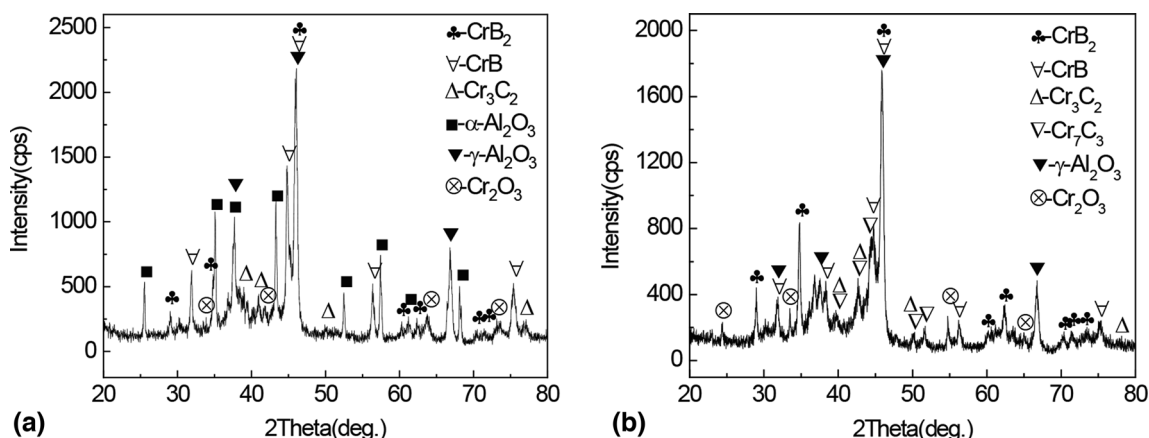 2500
2000
1500
1000
500
0
Intensity(cps)
♣-CrB₂
⩝-CrB
Δ-Cr₃C₂
■-α-Al₂O₃
▼-γ-Al₂O₃
⊗-Cr₂O₃
20 30 40 50 60 70 80
2Theta(deg.)
(a)
2000
1600
1200
800
400
0
Intensity(cps)
♣-CrB₂
⩝-CrB
Δ-Cr₃C₂
▽-Cr₇C₃
▼-γ-Al₂O₃
⊗-Cr₂O₃
20 30 40 50 60 70 80
2Theta(deg.)
(b)